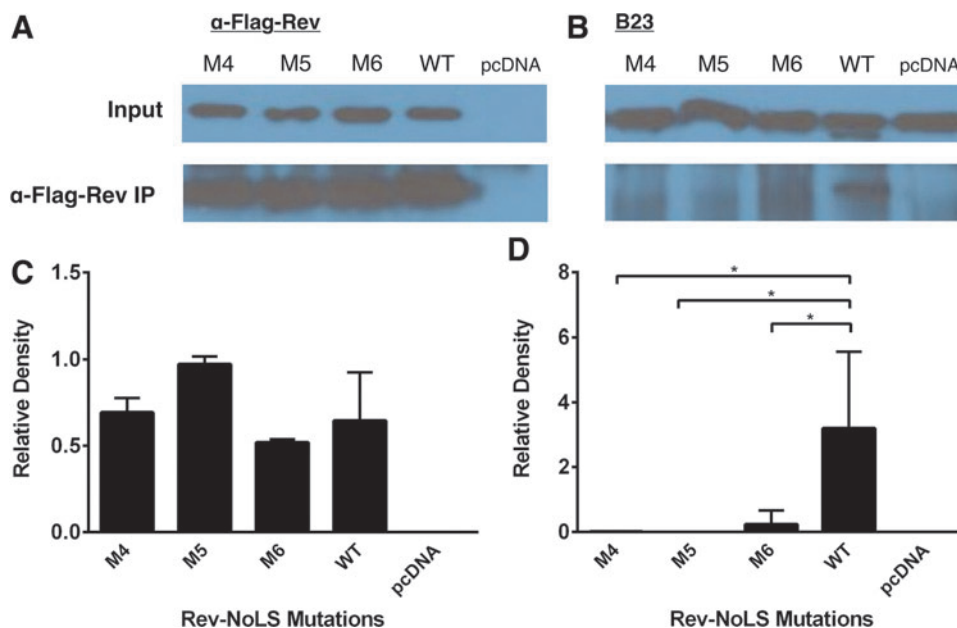 A
α-Flag-Rev
M4 M5 M6 WT pcDNA
Input
α-Flag-Rev IP
B
B23
M4 M5 M6 WT pcDNA
C
1.5
1.0
0.5
0.0
Relative Density
M4 M5 M6 WT pcDNA
Rev-NoLS Mutations
D
8
6
4
2
0
Relative Density
*
*
*
M4 M5 M6 WT pcDNA
Rev-NoLS Mutations